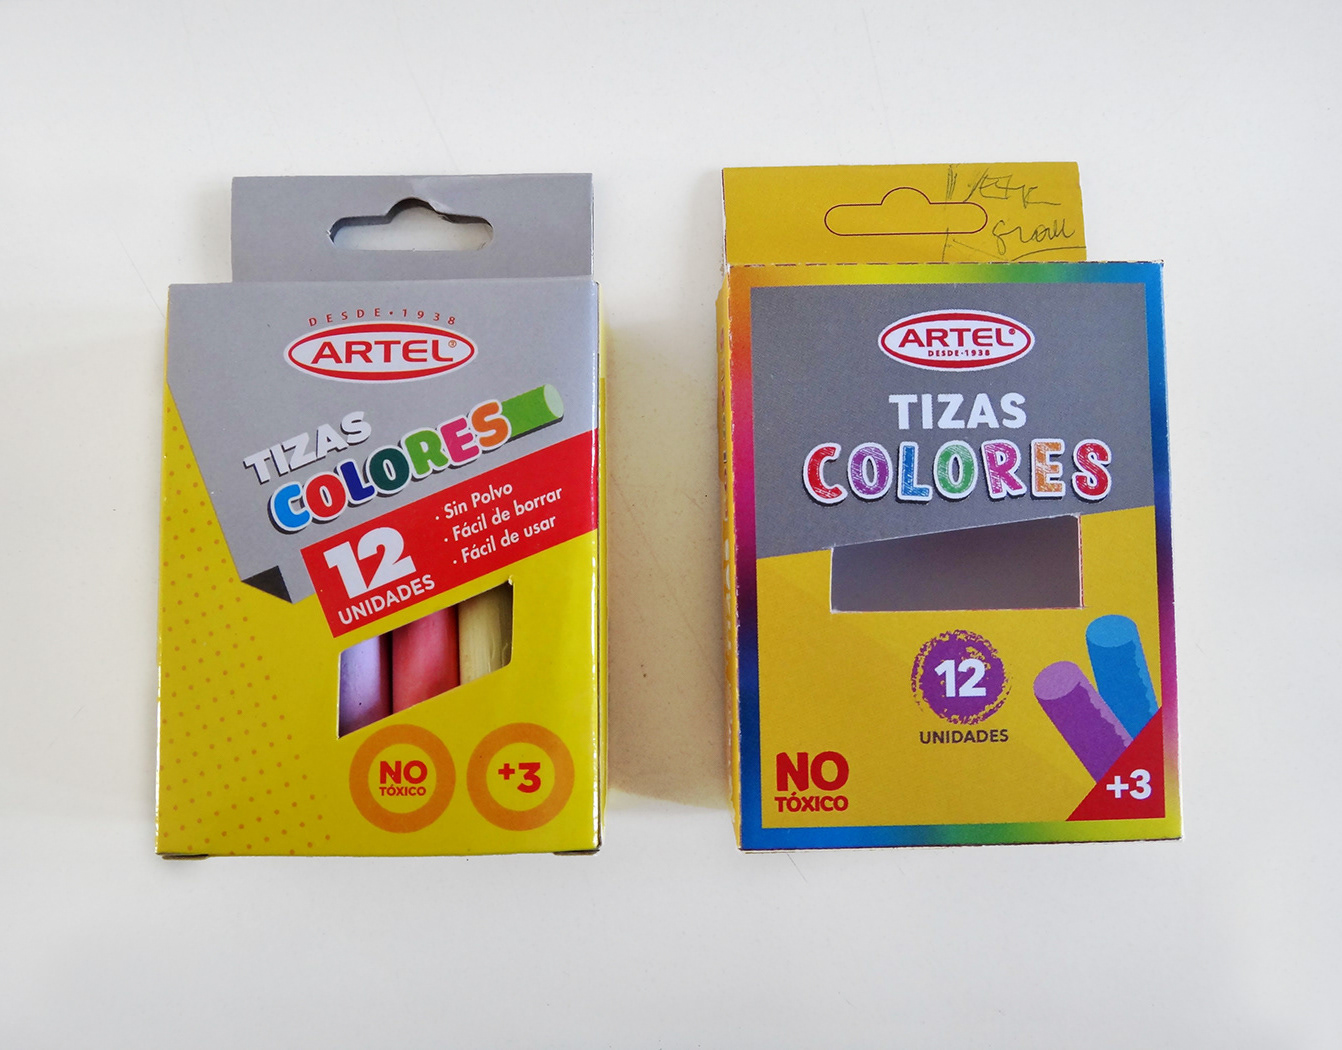 DESDE·1938
ARTEL®
TIZAS
COLORES
12
UNIDADES
· Sin Polvo
· Fácil de borrar
· Fácil de usar
NO
TÓXICO
+3
ARTEL®
DESDE·1938
TIZAS
COLORES
12
UNIDADES
NO
TÓXICO
+3